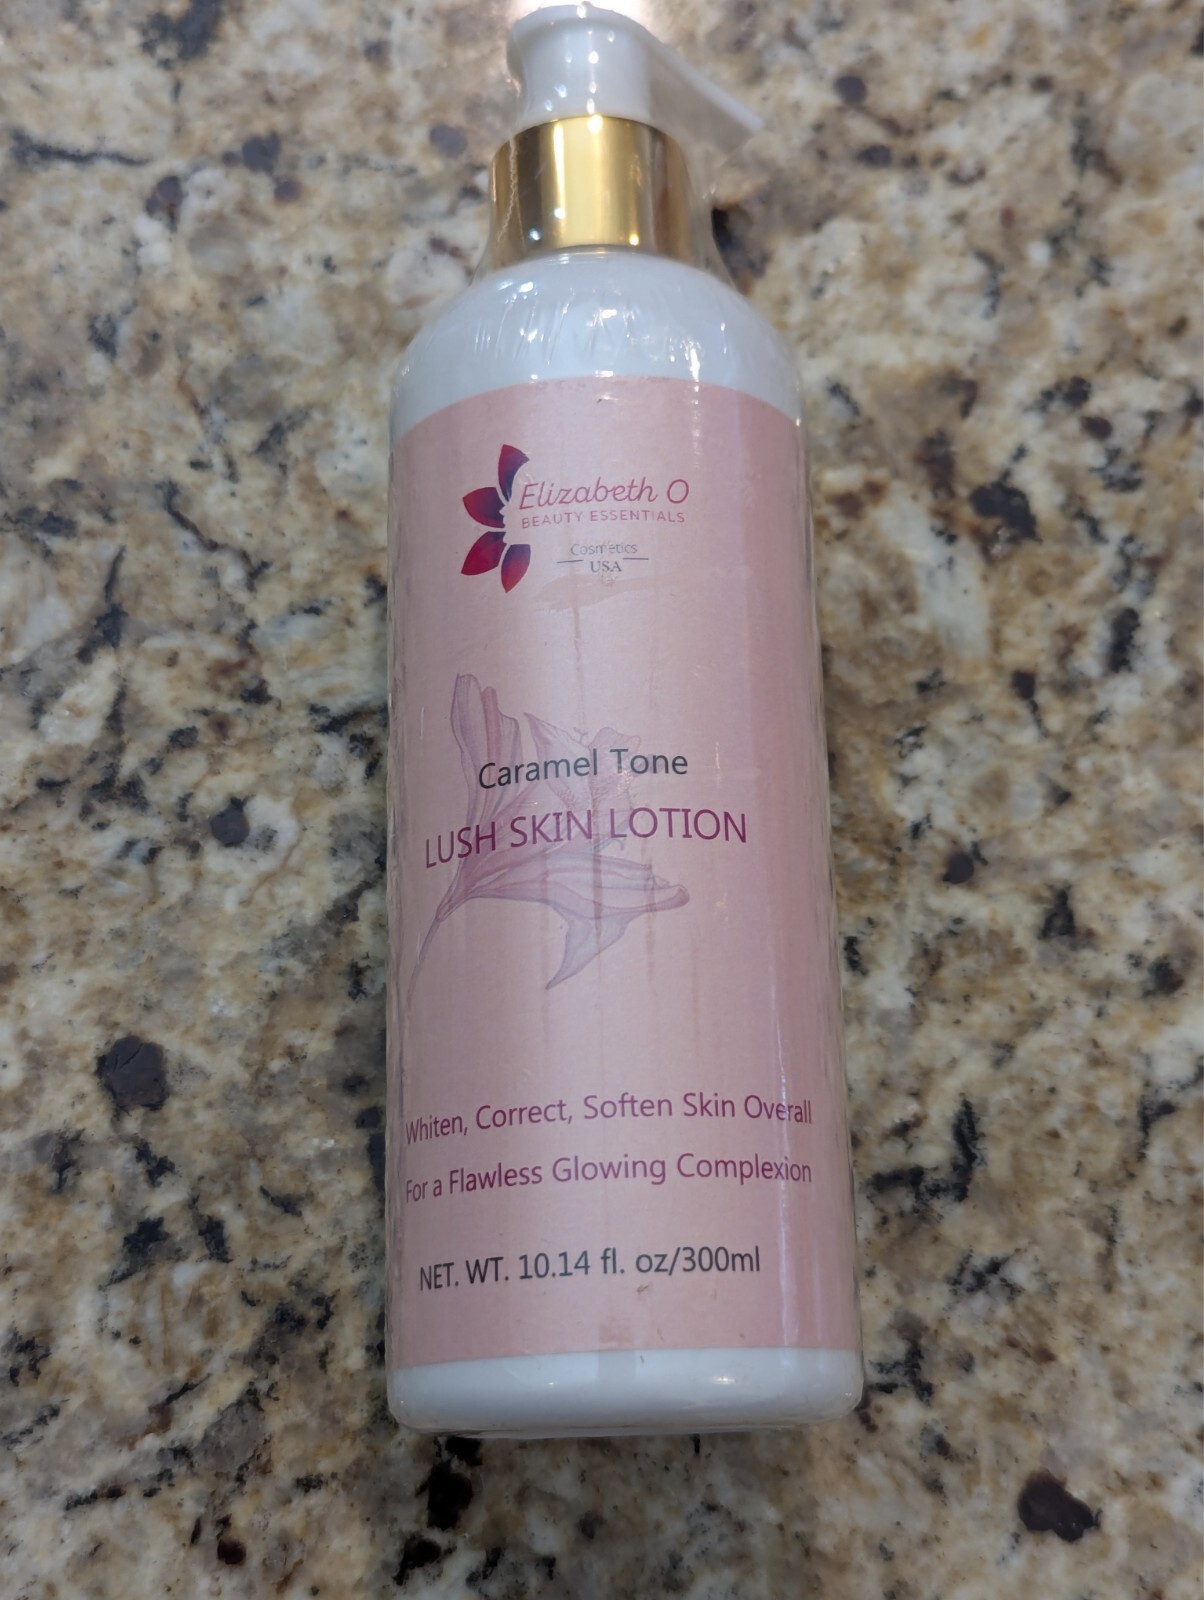 Elizabeth O
BEAUTY ESSENTIALS
Cosmetics
USA
Caramel Tone
LUSH SKIN LOTION
Whiten, Correct, Soften Skin Overall
For a Flawless Glowing Complexion
NET. WT. 10.14 fl. oz/300ml